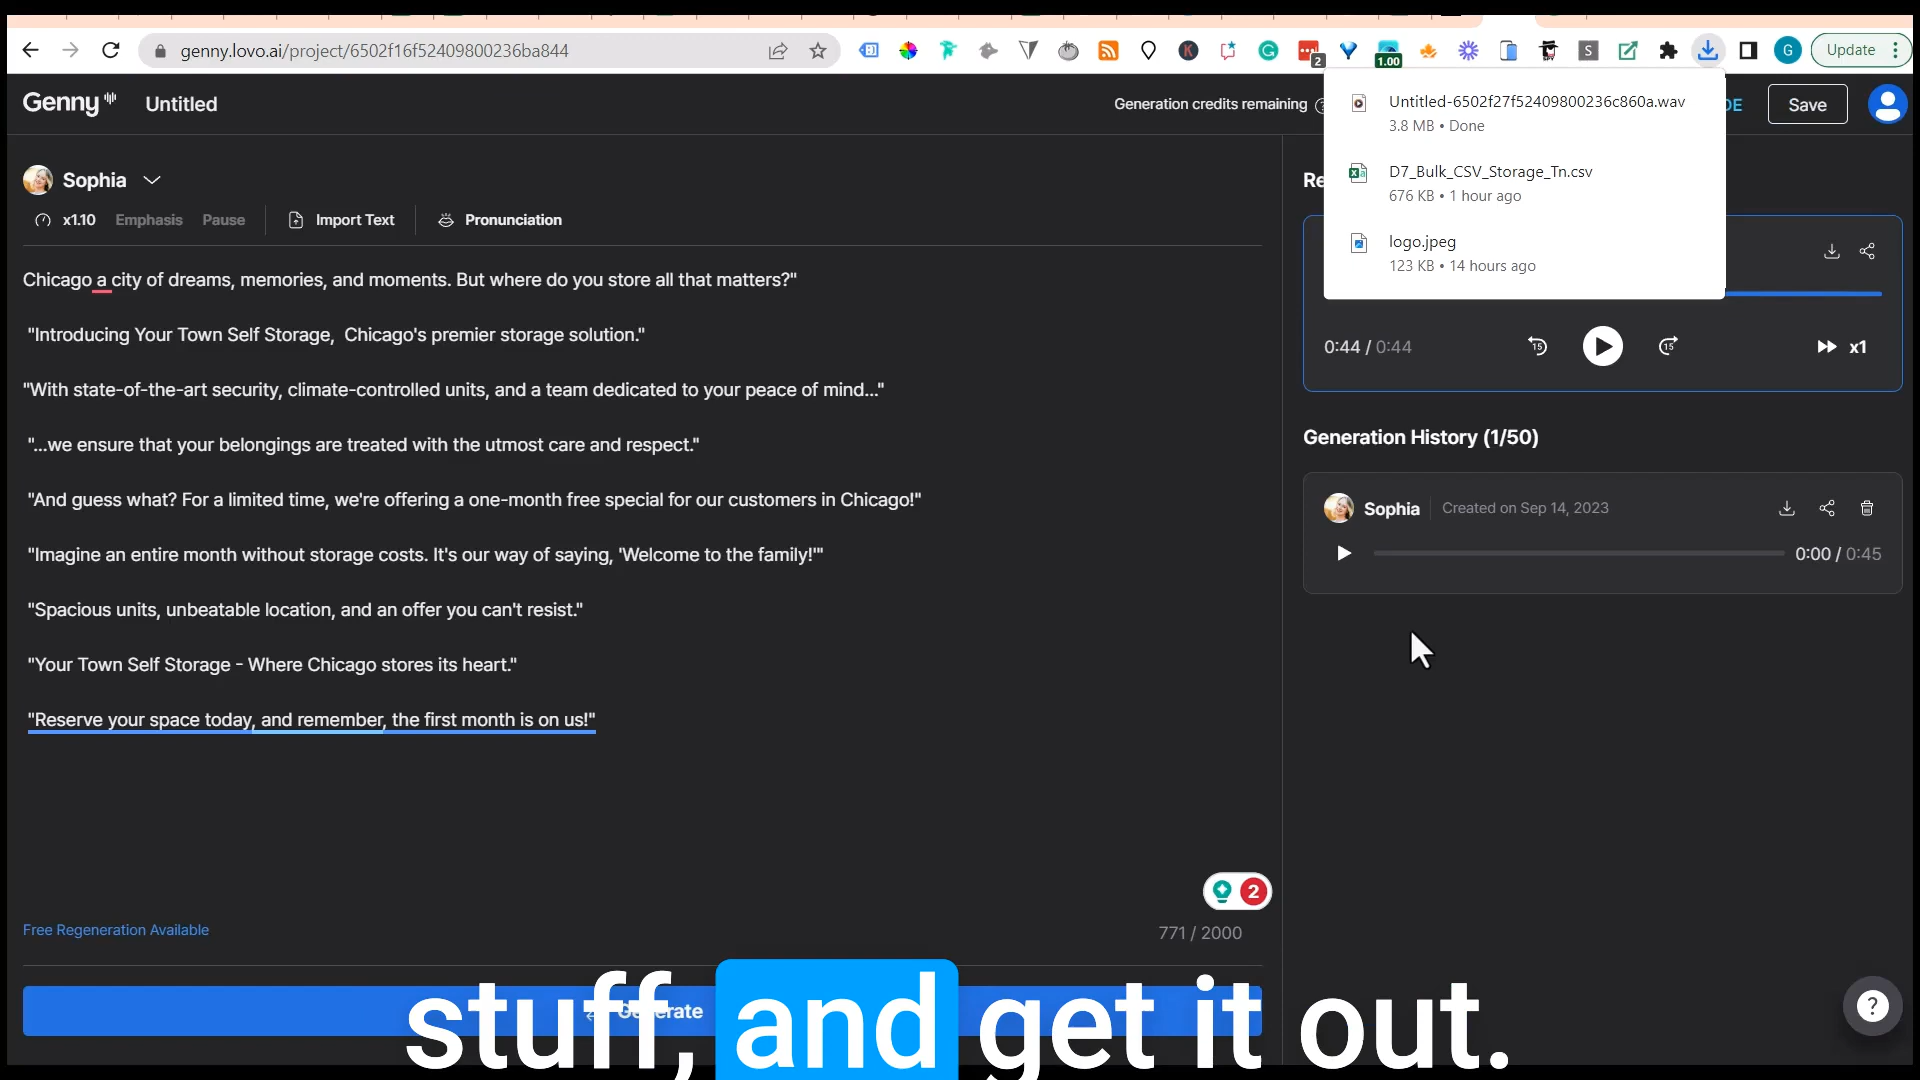 genny.lovo.ai/project/6502f16f52409800236ba844
2
1.00
K
S
G
Update
Genny
Untitled
Generation credits remaining
Save
Untitled-6502f27f52409800236c860a.wav
3.8 MB • Done
D7_Bulk_CSV_Storage_Tn.csv
676 KB • 1 hour ago
logo.jpeg
123 KB • 14 hours ago
Sophia
x1.10 Emphasis Pause Import Text Pronunciation
Chicago a city of dreams, memories, and moments. But where do you store all that matters?"
"Introducing Your Town Self Storage, Chicago's premier storage solution."
"With state-of-the-art security, climate-controlled units, and a team dedicated to your peace of mind..."
"...we ensure that your belongings are treated with the utmost care and respect."
"And guess what? For a limited time, we're offering a one-month free special for our customers in Chicago!"
"Imagine an entire month without storage costs. It's our way of saying, 'Welcome to the family!'"
"Spacious units, unbeatable location, and an offer you can't resist."
"Your Town Self Storage - Where Chicago stores its heart."
"Reserve your space today, and remember, the first month is on us!"
2
Free Regeneration Available
771 / 2000
0:44 / 0:44
15
15
x1
Generation History (1/50)
Sophia Created on Sep 14, 2023
0:00 / 0:45
?
stuff, and get it out.